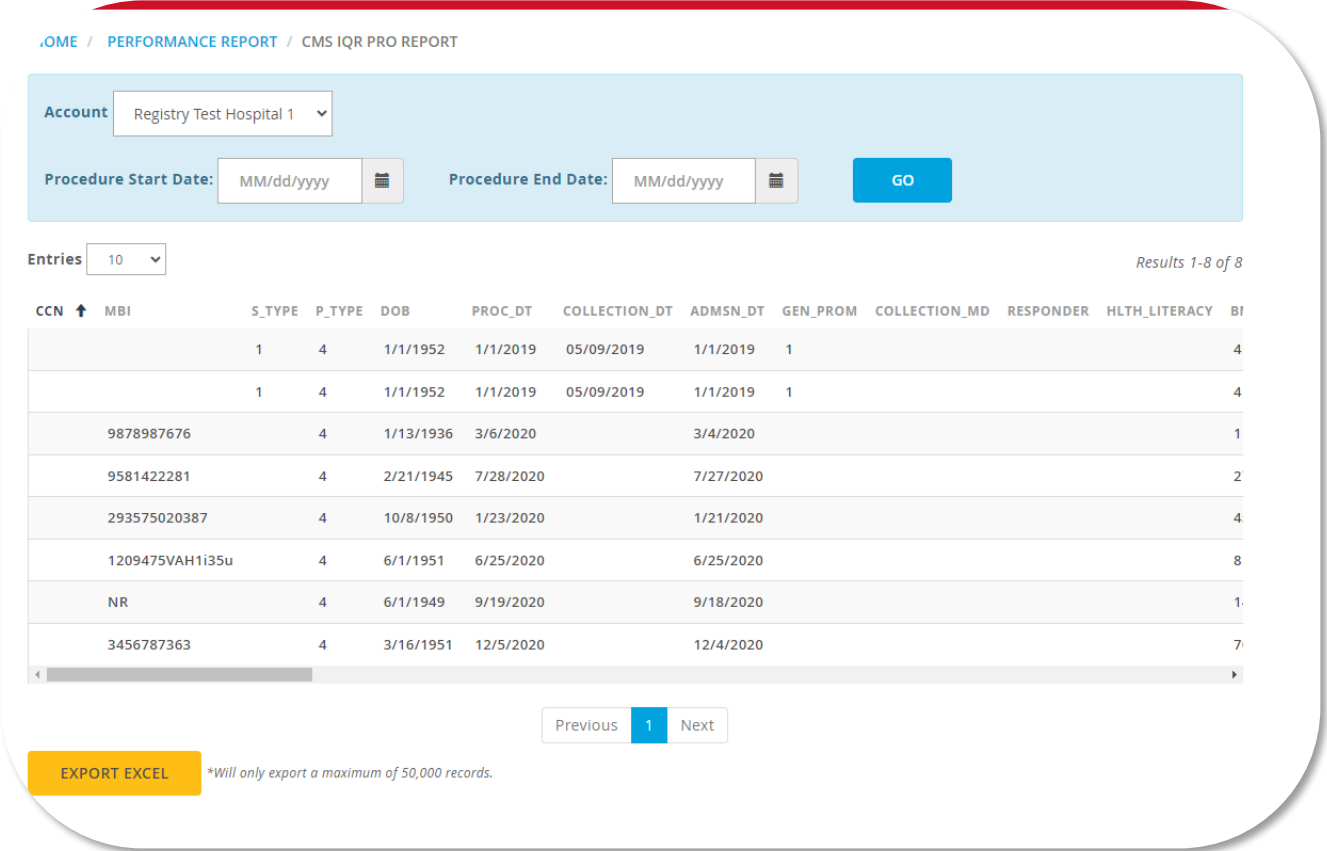 OME / PERFORMANCE REPORT / CMS IQR PRO REPORT
Account Registry Test Hospital 1
Procedure Start Date: MM/dd/yyyy Procedure End Date: MM/dd/yyyy GO
Entries 10 Results 1-8 of 8
CCN MBI S_TYPE P_TYPE DOB PROC_DT COLLECTION_DT ADMSN_DT GEN_PROM COLLECTION_MD RESPONDER HLTH_LITERACY
1 4 1/1/1952 1/1/2019 05/09/2019 1/1/2019 1 4
1 4 1/1/1952 1/1/2019 05/09/2019 1/1/2019 1 4
9878987676 4 1/13/1936 3/6/2020 3/4/2020 1
9581422281 4 2/21/1945 7/28/2020 7/27/2020
293575020387 4 10/8/1950 1/23/2020 1/21/2020
1209475VAH1i35u 4 6/1/1951 6/25/2020 6/25/2020 8
NR 4 6/1/1949 9/19/2020 9/18/2020
3456787363 4 3/16/1951 12/5/2020 12/4/2020
Previous 1 Next
EXPORT EXCEL *Will only export a maximum of 50,000 records.